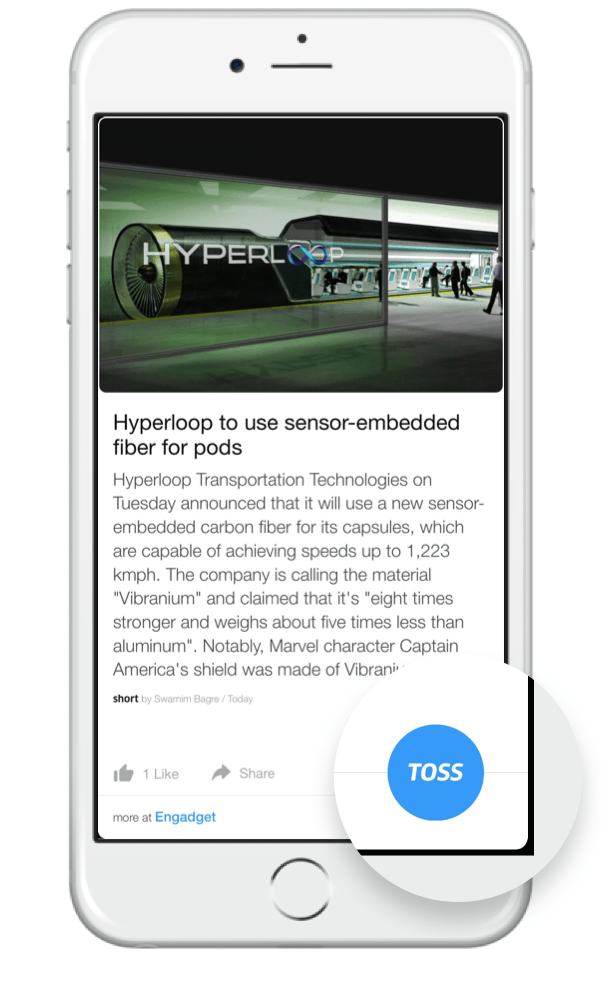 HYPERLOOP
Hyperloop to use sensor-embedded
fiber for pods
Hyperloop Transportation Technologies on
Tuesday announced that it will use a new sensor-
embedded carbon fiber for its capsules, which
are capable of achieving speeds up to 1,223
kmph. The company is calling the material
"Vibranium" and claimed that it's "eight times
stronger and weighs about five times less than
aluminum". Notably, Marvel character Captain
America's shield was made of Vibraniu
short by Swarnim Bagre / Today
1 Like Share
TOSS
more at Engadget